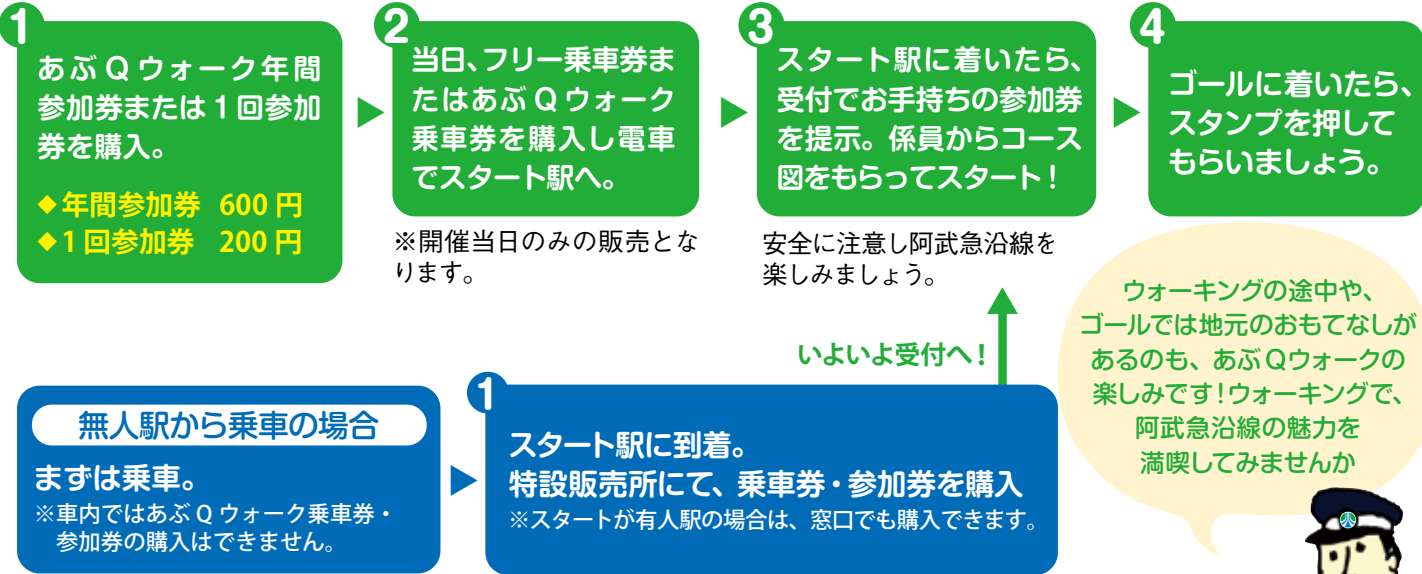 1
あぶQウォーク年間
参加券または1回参加
券を購入。
◆年間参加券 600円
◆1回参加券 200円
2
当日、フリー乗車券ま
たはあぶQウォーク
乗車券を購入し電車
でスタート駅へ。
※開催当日のみの販売とな
ります。
3
スタート駅に着いたら、
受付でお手持ちの参加券
を提示。係員からコース
図をもらってスタート!
安全に注意し阿武急沿線を
楽しみましょう。
4
ゴールに着いたら、
スタンプを押して
もらいましょう。
いよいよ受付へ!
無人駅から乗車の場合
まずは乗車。
※車内ではあぶQウォーク乗車券・
参加券の購入はできません。
1
スタート駅に到着。
特設販売所にて、乗車券・参加券を購入
※スタートが有人駅の場合は、窓口でも購入できます。
ウォーキングの途中や、
ゴールでは地元のおもてなしが
あるのも、あぶQウォークの
楽しみです!ウォーキングで、
阿武急沿線の魅力を
満喫してみませんか